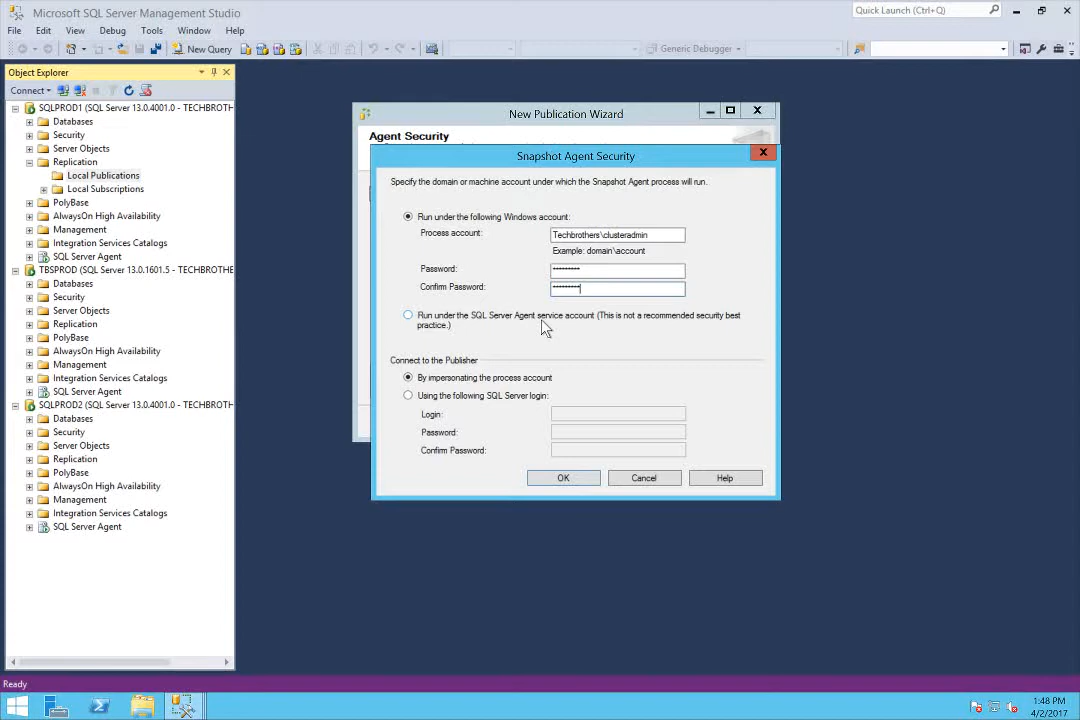 Microsoft SQL Server Management Studio
Quick Launch (Ctrl+Q)
File Edit View Debug Tools Window Help
New Query
Generic Debugger
Object Explorer
Connect
SQLPROD1 (SQL Server 13.0.4001.0 - TECHBROTH
Databases
Security
Server Objects
Replication
Local Publications
Local Subscriptions
PolyBase
AlwaysOn High Availability
Management
Integration Services Catalogs
SQL Server Agent
TBSPROD (SQL Server 13.0.1601.5 - TECHBROTHE
Databases
Security
Server Objects
Replication
PolyBase
AlwaysOn High Availability
Management
Integration Services Catalogs
SQL Server Agent
SQLPROD2 (SQL Server 13.0.4001.0 - TECHBROTH
Databases
Security
Server Objects
Replication
PolyBase
AlwaysOn High Availability
Management
Integration Services Catalogs
SQL Server Agent
New Publication Wizard
Agent Security
Snapshot Agent Security
Specify the domain or machine account under which the Snapshot Agent process will run.
Run under the following Windows account:
Process account: Techbrothers\clusteradmin
Example: domain\account
Password: *********
Confirm Password: *********
Run under the SQL Server Agent service account (This is not a recommended security best
practice.)
Connect to the Publisher
By impersonating the process account
Using the following SQL Server login:
Login:
Password:
Confirm Password:
OK Cancel Help
Ready
1:48 PM
4/2/2017